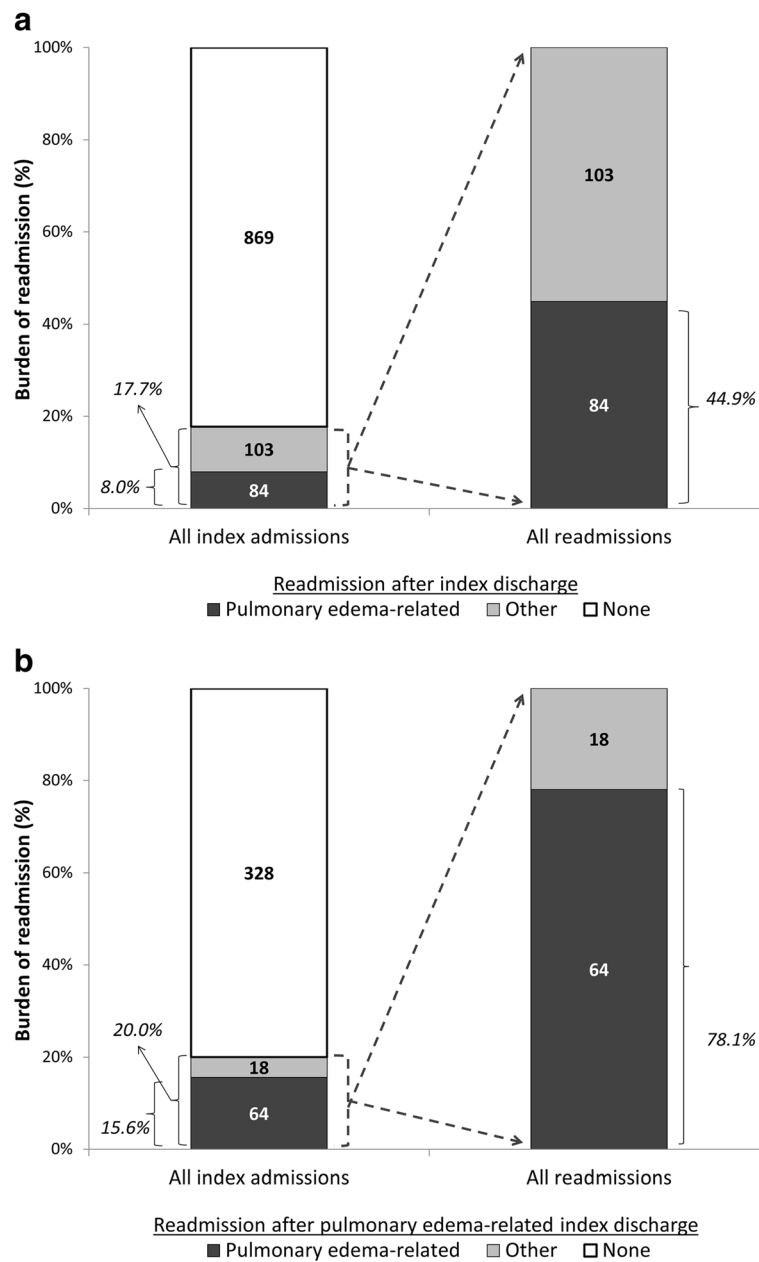 a
Burden of readmission (%)
100%
80%
60%
40%
20%
0%
869
103
84
17.7%
8.0%
103
84
44.9%
All index admissions
All readmissions
Readmission after index discharge
Pulmonary edema-related Other None
b
Burden of readmission (%)
100%
80%
60%
40%
20%
0%
328
18
64
20.0%
15.6%
18
64
78.1%
All index admissions
All readmissions
Readmission after pulmonary edema-related index discharge
Pulmonary edema-related Other None